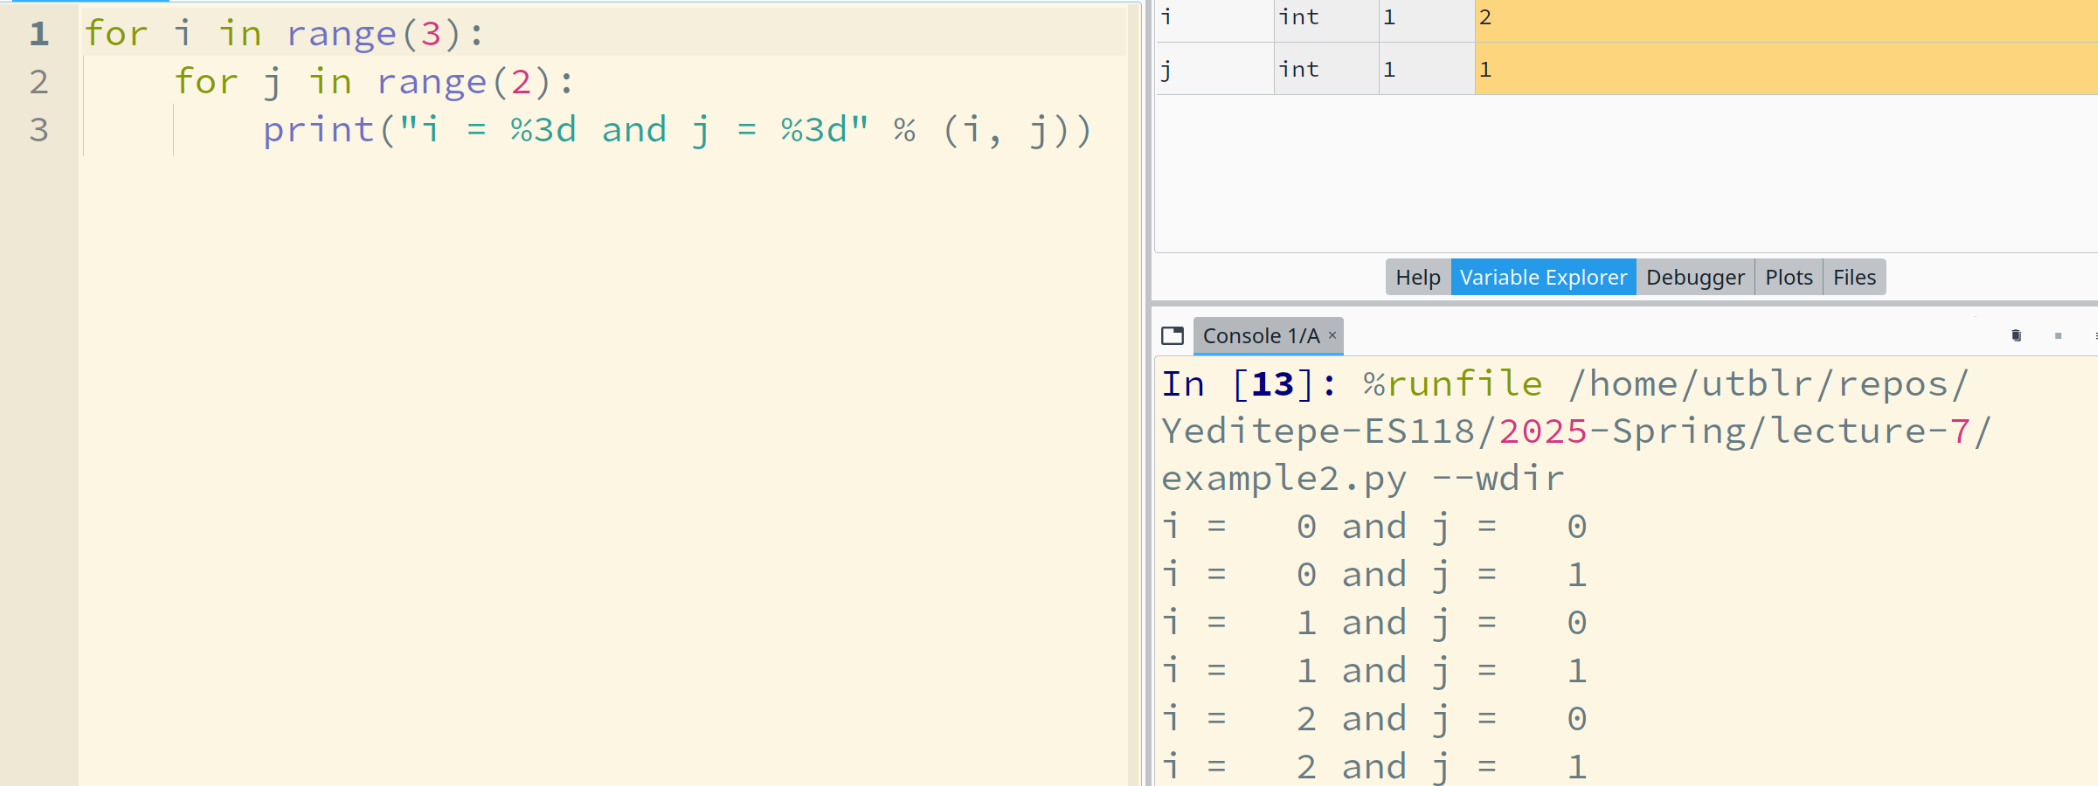 1 for i in range(3):
2     for j in range(2):
3         print("i = %3d and j = %3d" % (i, j))
i int 1 2
j int 1 1
Help Variable Explorer Debugger Plots Files
Console 1/A ×
In [13]: %runfile /home/utblr/repos/
Yeditepe-ES118/2025-Spring/lecture-7/
example2.py --wdir
i =   0 and j =   0
i =   0 and j =   1
i =   1 and j =   0
i =   1 and j =   1
i =   2 and j =   0
i =   2 and j =   1